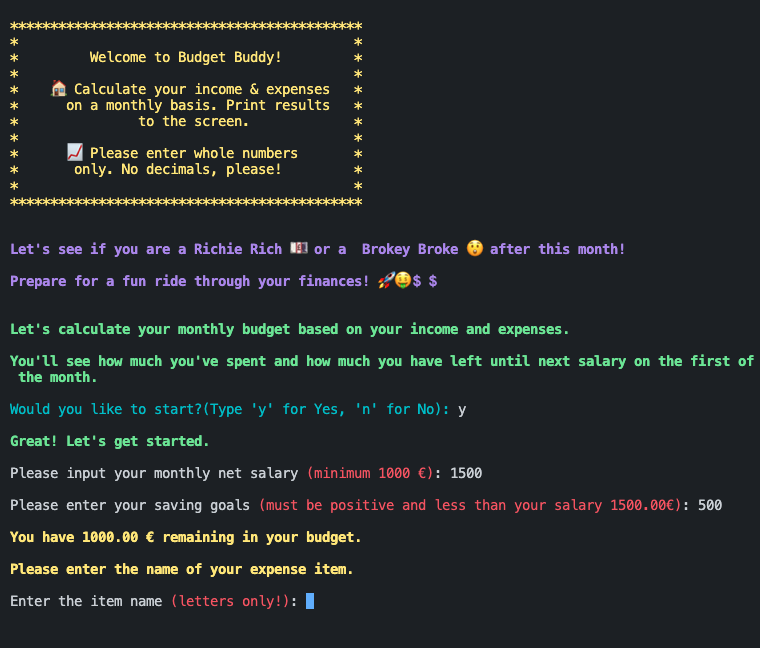 ********************************************
*                                          *
*         Welcome to Budget Buddy!         *
*                                          *
*    🏠 Calculate your income & expenses   *
*      on a monthly basis. Print results   *
*               to the screen.             *
*                                          *
*      📈 Please enter whole numbers       *
*       only. No decimals, please!         *
*                                          *
********************************************
Let's see if you are a Richie Rich 💶 or a  Brokey Broke 😲 after this month!
Prepare for a fun ride through your finances! 🚀🤑$ $
Let's calculate your monthly budget based on your income and expenses.
You'll see how much you've spent and how much you have left until next salary on the first of
 the month.
Would you like to start?(Type 'y' for Yes, 'n' for No): y
Great! Let's get started.
Please input your monthly net salary (minimum 1000 €): 1500
Please enter your saving goals (must be positive and less than your salary 1500.00€): 500
You have 1000.00 € remaining in your budget.
Please enter the name of your expense item.
Enter the item name (letters only!):